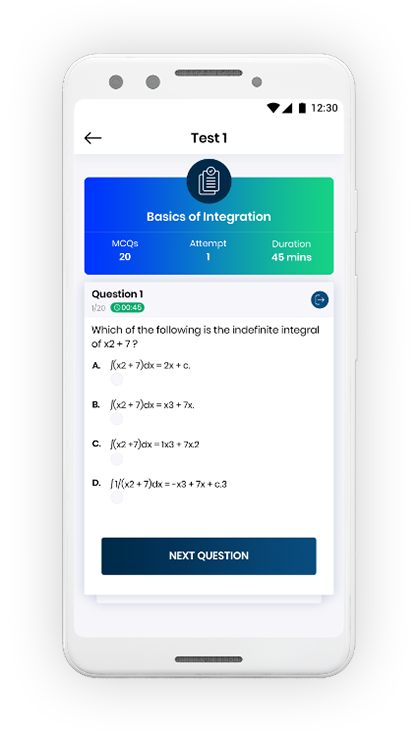 12:30
Test 1
Basics of Integration
MCQs Attempt Duration
20 1 45 mins
Question 1
1/20 00:45
Which of the following is the indefinite integral
of x2 + 7 ?
A. ∫(x2 + 7)dx = 2x + c.
B. ∫(x2 + 7)dx = x3 + 7x.
C. ∫(x2 +7)dx = 1x3 + 7x.2
D. ∫1/(x2 + 7)dx = -x3 + 7x + c.3
NEXT QUESTION